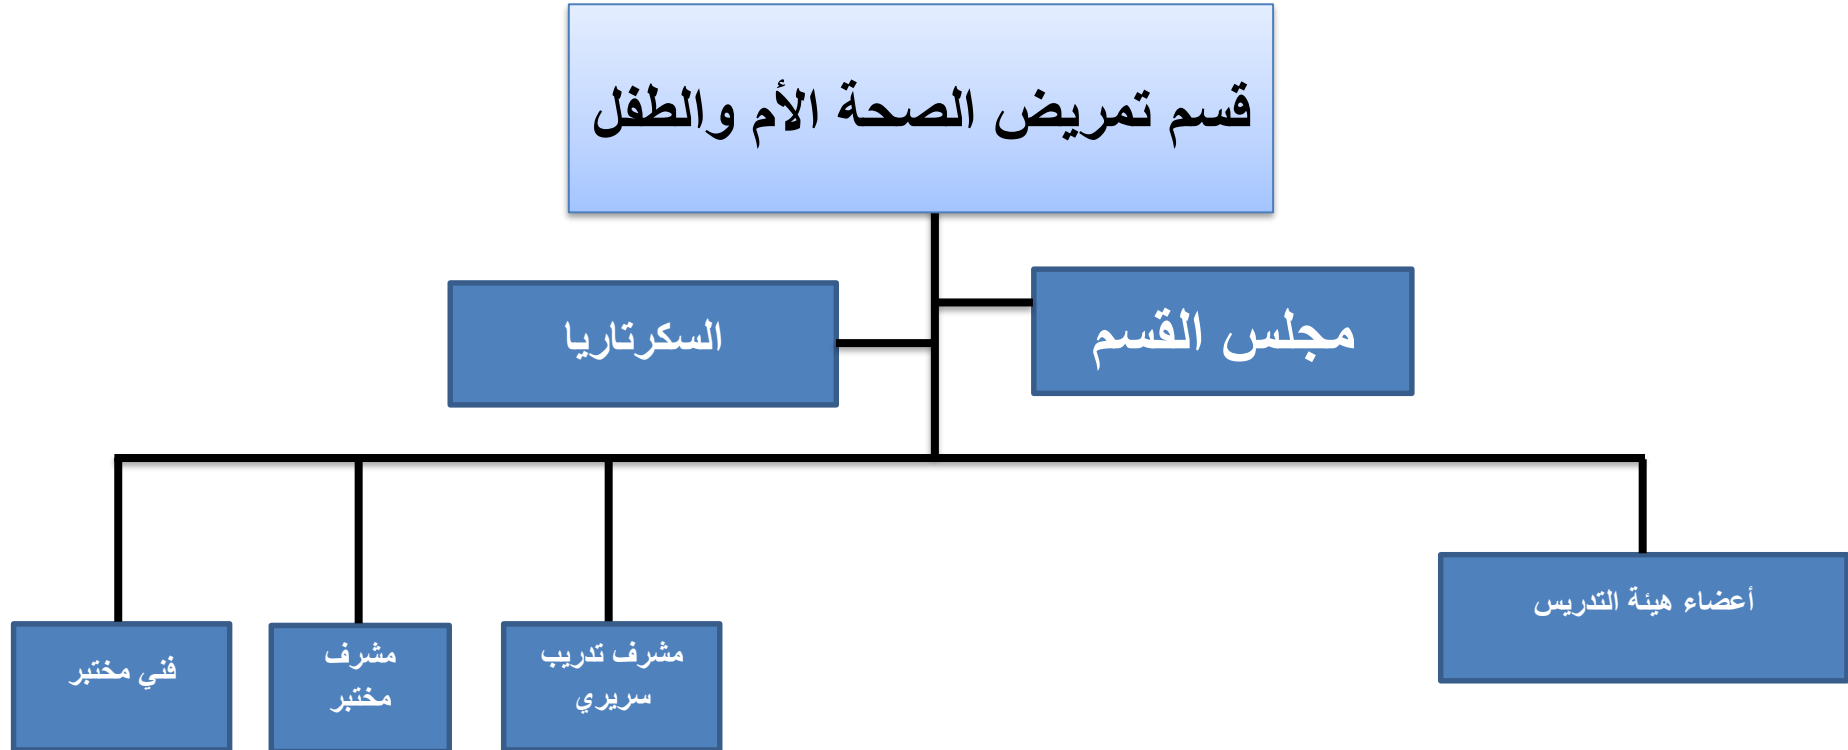 قسم تمريض الصحة الأم والطفل
مجلس القسم
السكرتاريا
أعضاء هيئة التدريس
مشرف تدريب
سريري
مشرف
مختبر
فني مختبر